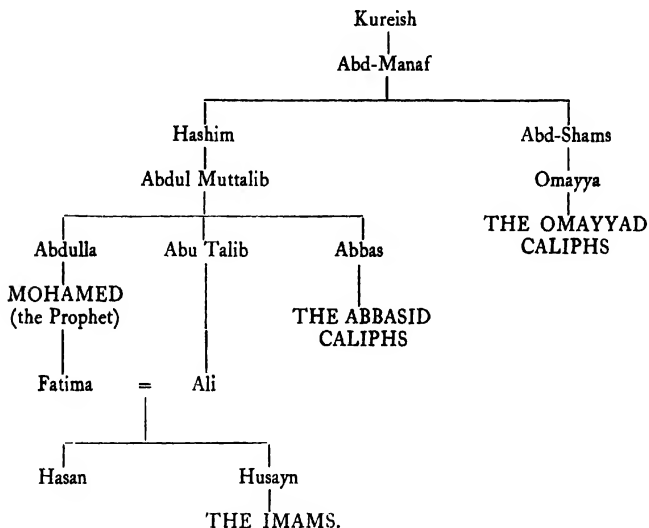 Kureish
Abd-Manaf
Hashim Abd-Shams
Abdul Muttalib Omayya
THE OMAYYAD
CALIPHS
Abdulla Abu Talib Abbas
MOHAMED
(the Prophet)
THE ABBASID
CALIPHS
Fatima = Ali
Hasan Husayn
THE IMAMS.